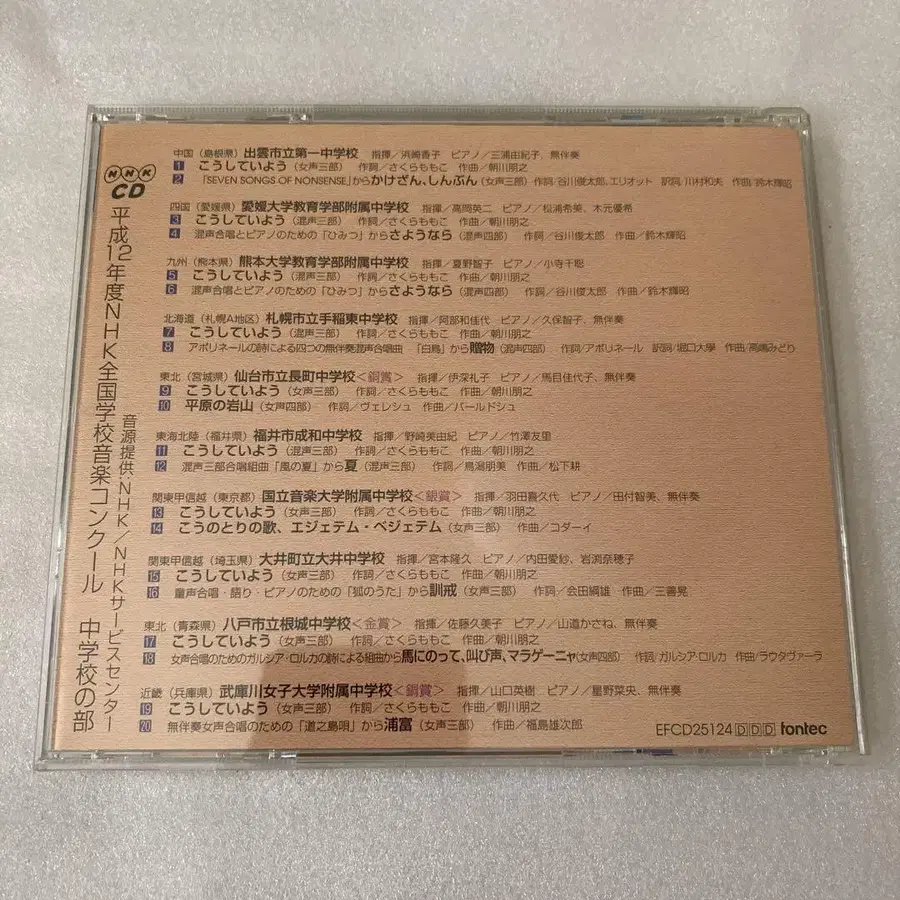 NHK
CD
平成12年度NHK全国学校音楽コンクール 中学校の部
音源提供:NHK/NHKサービスセンター
中国(島根県) 出雲市立第一中学校 指揮/浜崎香子 ピアノ/三浦由紀子、無伴奏
1 こうしていよう(女声三部) 作詞/さくらももこ 作曲/朝川朋之
2 「SEVEN SONGS OF NONSENSE」からかけざん、しんぶん(女声三部) 作詞/谷川俊太郎、エリオット 訳詞/川村和夫 作曲/鈴木輝昭
四国(愛媛県) 愛媛大学教育学部附属中学校 指揮/高岡英二 ピアノ/松浦希美、木元優希
3 こうしていよう(混声三部) 作詞/さくらももこ 作曲/朝川朋之
4 混声合唱とピアノのための「ひみつ」からさようなら(混声四部) 作詞/谷川俊太郎 作曲/鈴木輝昭
九州(熊本県) 熊本大学教育学部附属中学校 指揮/夏野智子 ピアノ/小寺千聡
5 こうしていよう(混声三部) 作詞/さくらももこ 作曲/朝川朋之
6 混声合唱とピアノのための「ひみつ」からさようなら(混声四部) 作詞/谷川俊太郎 作曲/鈴木輝昭
北海道(札幌A地区) 札幌市立手稲東中学校 指揮/阿部和佳代 ピアノ/久保智子、無伴奏
7 こうしていよう(混声三部) 作詞/さくらももこ 作曲/朝川朋之
8 アポリネールの詩による四つの無伴奏混声合唱曲 「白鳥」から贈物(混声四部) 作詞/アポリネール 訳詞/堀口大學 作曲/高嶋みどり
東北(宮城県) 仙台市立長町中学校<銅賞> 指揮/伊深礼子 ピアノ/馬目佳代子、無伴奏
9 こうしていよう(女声三部) 作詞/さくらももこ 作曲/朝川朋之
10 平原の岩山(女声四部) 作詞/ヴェレシュ 作曲/バールドシュ
東海北陸(福井県) 福井市成和中学校 指揮/野崎美由紀 ピアノ/竹澤友里
11 こうしていよう(混声三部) 作詞/さくらももこ 作曲/朝川朋之
12 混声三部合唱組曲「風の夏」から夏(混声三部) 作詞/鳥潟朋美 作曲/松下耕
関東甲信越(東京都) 国立音楽大学附属中学校<銀賞> 指揮/羽田喜久代 ピアノ/田付智美、無伴奏
13 こうしていよう(女声三部) 作詞/さくらももこ 作曲/朝川朋之
14 こうのとりの歌、エジェテム・ベジェテム(女声三部) 作曲/コダーイ
関東甲信越(埼玉県) 大井町立大井中学校 指揮/宮本隆久 ピアノ/内田愛紗、岩渕奈穂子
15 こうしていよう(女声三部) 作詞/さくらももこ 作曲/朝川朋之
16 童声合唱・語り・ピアノのための「狐のうた」から訓戒(女声三部) 作詞/会田綱雄 作曲/三善晃
東北(青森県) 八戸市立根城中学校<金賞> 指揮/佐藤久美子 ピアノ/山道かさね、無伴奏
17 こうしていよう(女声三部) 作詞/さくらももこ 作曲/朝川朋之
18 女声合唱のためのガルシア・ロルカの詩による組曲から馬にのって、叫び声、マラゲーニャ(女声四部) 作詞/ガルシア・ロルカ 作曲/ラウタヴァーラ
近畿(兵庫県) 武庫川女子大学附属中学校<銅賞> 指揮/山口英樹 ピアノ/星野菜央、無伴奏
19 こうしていよう(女声三部) 作詞/さくらももこ 作曲/朝川朋之
20 無伴奏女声合唱のための「道之島唄」から浦富(女声三部) 作曲/福島雄次郎
EFCD25124 DDD fontec